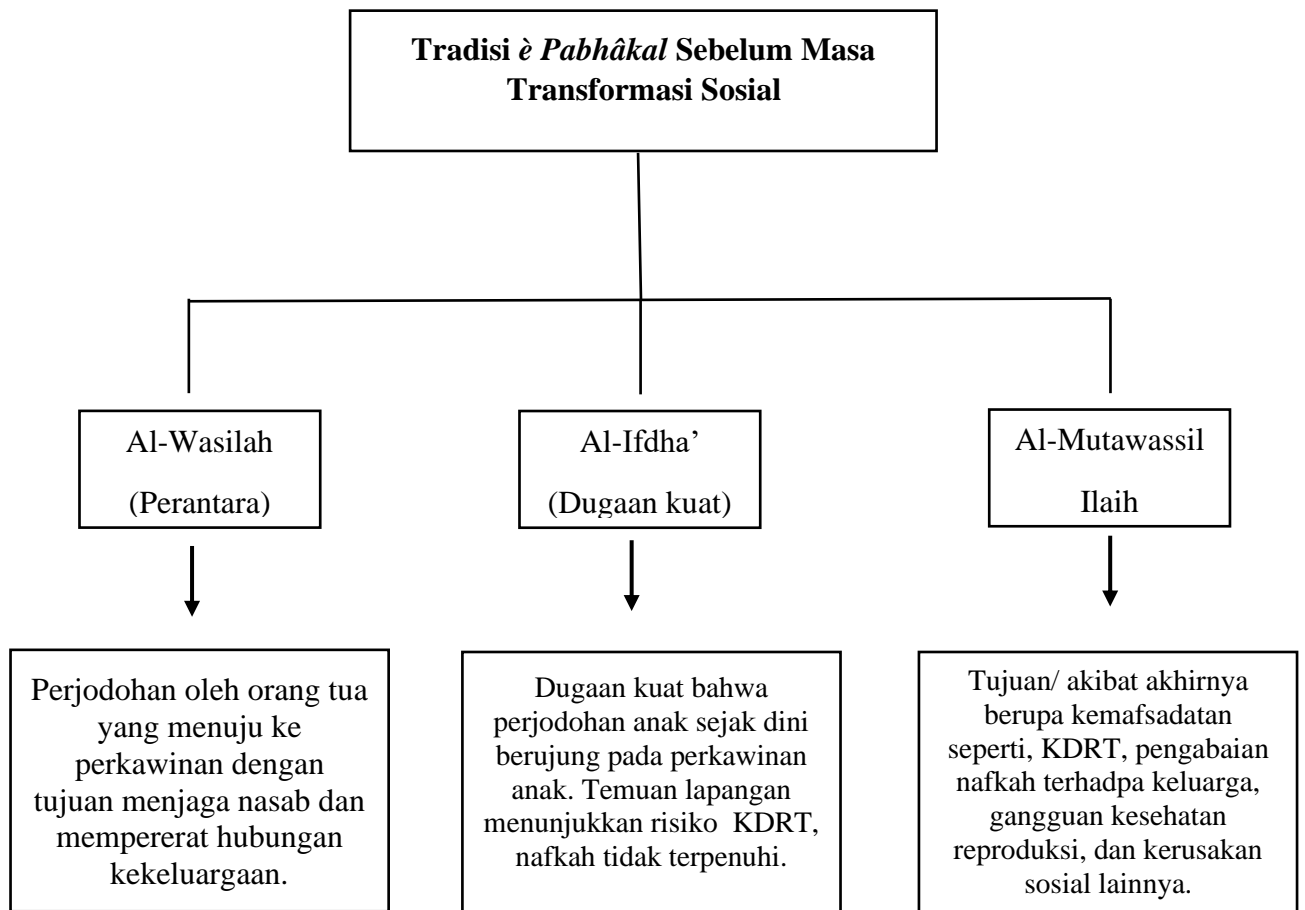 Tradisi è Pabhâkal Sebelum Masa
Transformasi Sosial
Al-Wasilah
(Perantara)
Al-Ifdha’
(Dugaan kuat)
Al-Mutawassil
Ilaih
Perjodohan oleh orang tua
yang menuju ke
perkawinan dengan
tujuan menjaga nasab dan
mempererat hubungan
kekeluargaan.
Dugaan kuat bahwa
perjodohan anak sejak dini
berujung pada perkawinan
anak. Temuan lapangan
menunjukkan risiko KDRT,
nafkah tidak terpenuhi.
Tujuan/ akibat akhirnya
berupa kemafsadatan
seperti, KDRT, pengabaian
nafkah terhadpa keluarga,
gangguan kesehatan
reproduksi, dan kerusakan
sosial lainnya.